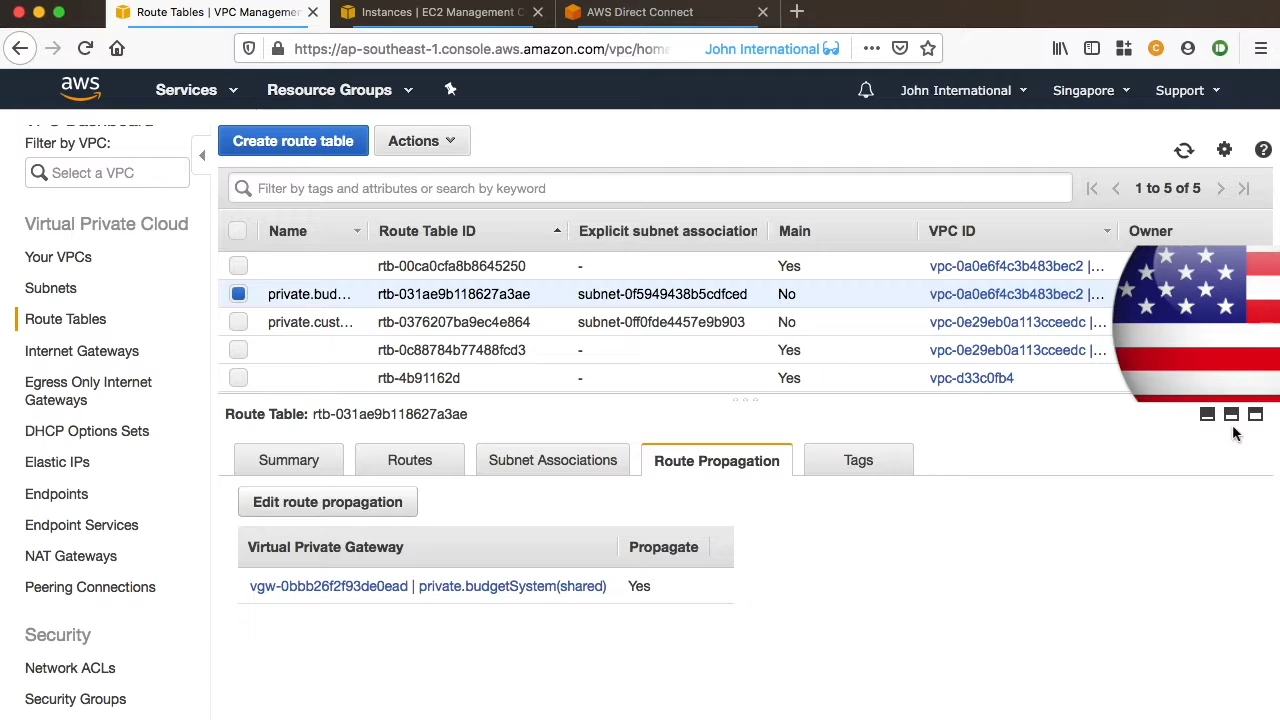 Route Tables | VPC Managemen
Instances | EC2 Management C
AWS Direct Connect
https://ap-southeast-1.console.aws.amazon.com/vpc/home
John International
aws
Services
Resource Groups
John International
Singapore
Support
VPC Dashboard
Filter by VPC:
Select a VPC
Virtual Private Cloud
Your VPCs
Subnets
Route Tables
Internet Gateways
Egress Only Internet
Gateways
DHCP Options Sets
Elastic IPs
Endpoints
Endpoint Services
NAT Gateways
Peering Connections
Security
Network ACLs
Security Groups
Create route table
Actions
Filter by tags and attributes or search by keyword
1 to 5 of 5
Name Route Table ID Explicit subnet association Main VPC ID Owner
rtb-00ca0cfa8b8645250 - Yes vpc-0a0e6f4c3b483bec2 |...
private.bud... rtb-031ae9b118627a3ae subnet-0f5949438b5cdfced No vpc-0a0e6f4c3b483bec2 |...
private.cust... rtb-0376207ba9ec4e864 subnet-0ff0fde4457e9b903 No vpc-0e29eb0a113cceedc |...
rtb-0c88784b77488fcd3 - Yes vpc-0e29eb0a113cceedc |...
rtb-4b91162d - Yes vpc-d33c0fb4
Route Table: rtb-031ae9b118627a3ae
Summary
Routes
Subnet Associations
Route Propagation
Tags
Edit route propagation
Virtual Private Gateway Propagate
vgw-0bbb26f2f93de0ead | private.budgetSystem(shared) Yes